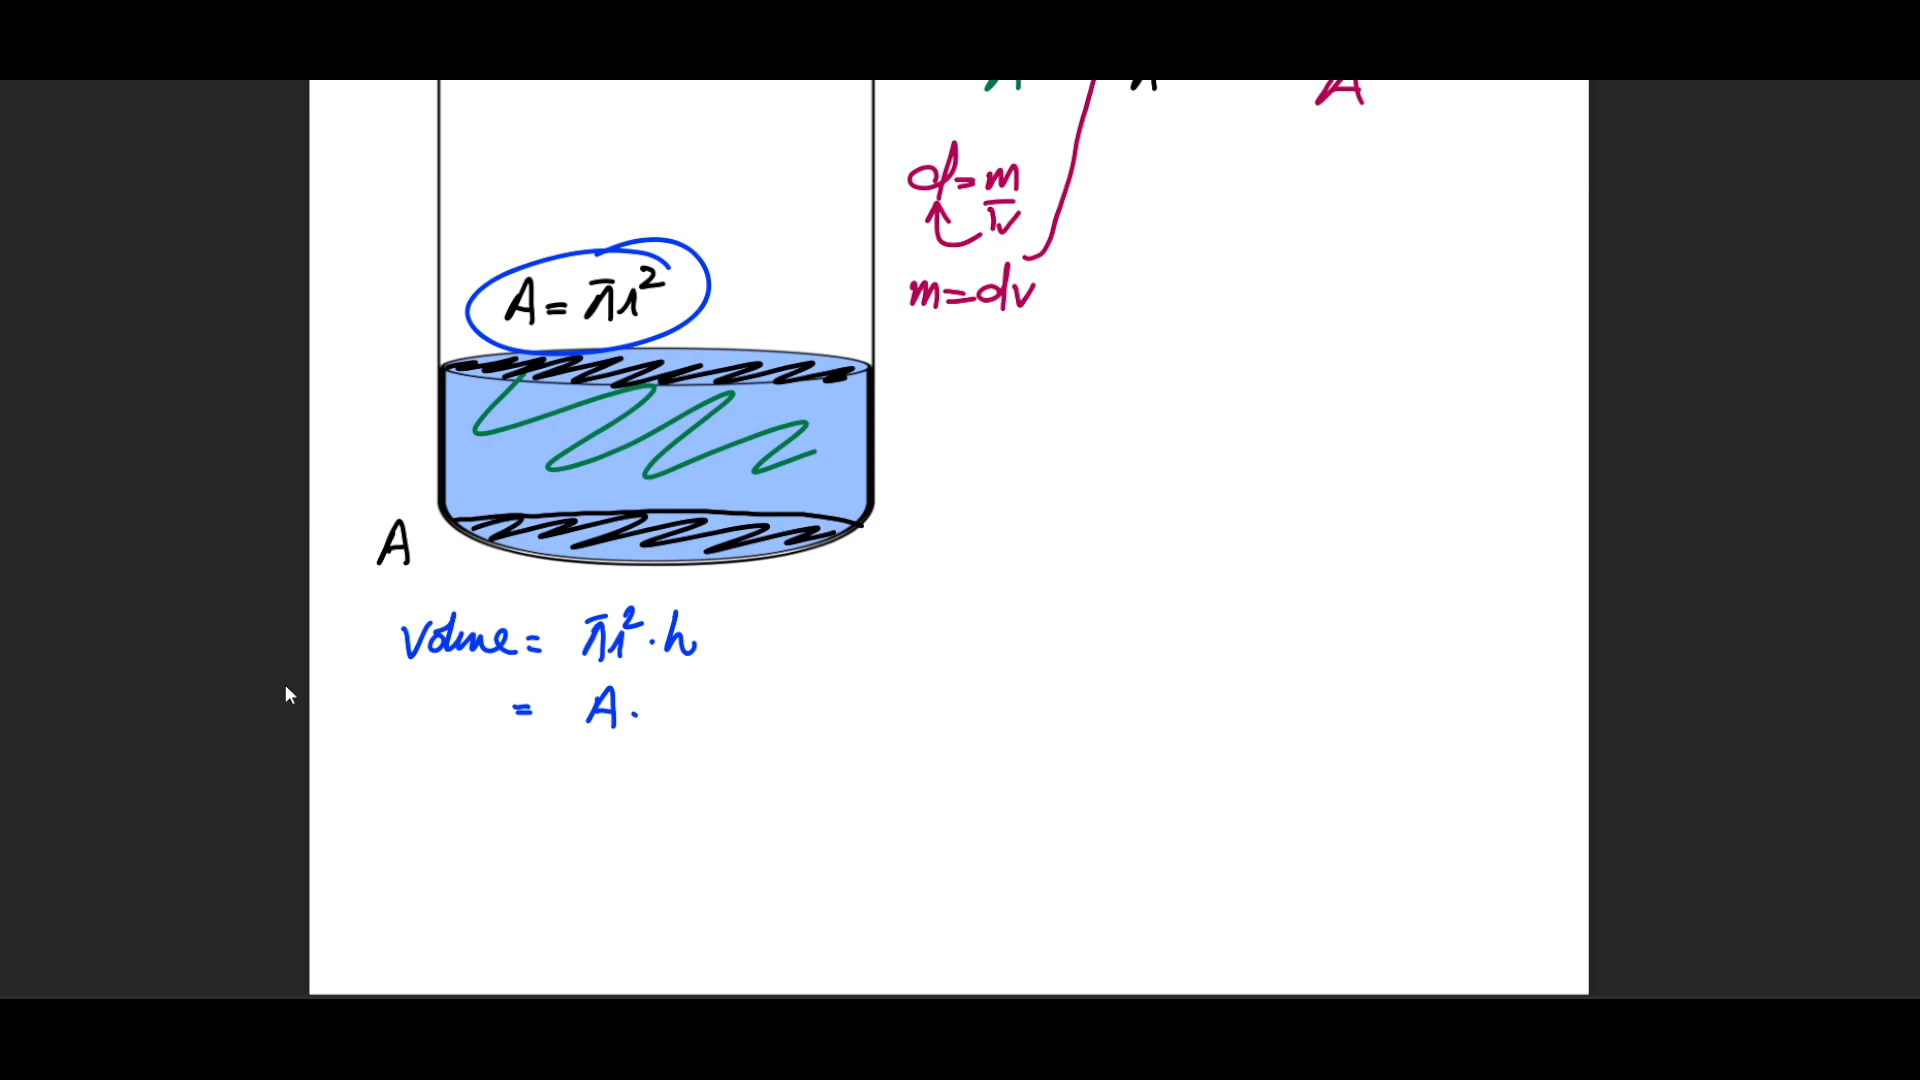 d = m
v
m = dv
A = πr²
A
Volume = πr² · h
= A ·